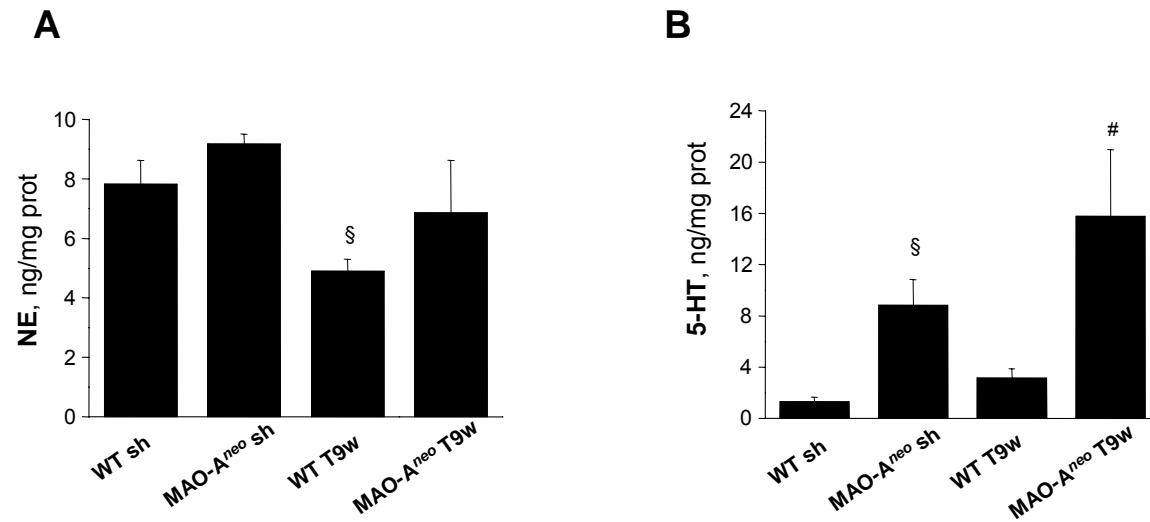 A
NE, ng/mg prot
10
8
6
4
2
0
§
WT sh
MAO-Aneo sh
WT T9w
MAO-Aneo T9w
B
5-HT, ng/mg prot
24
20
16
12
8
4
0
§
#
WT sh
MAO-Aneo sh
WT T9w
MAO-Aneo T9w